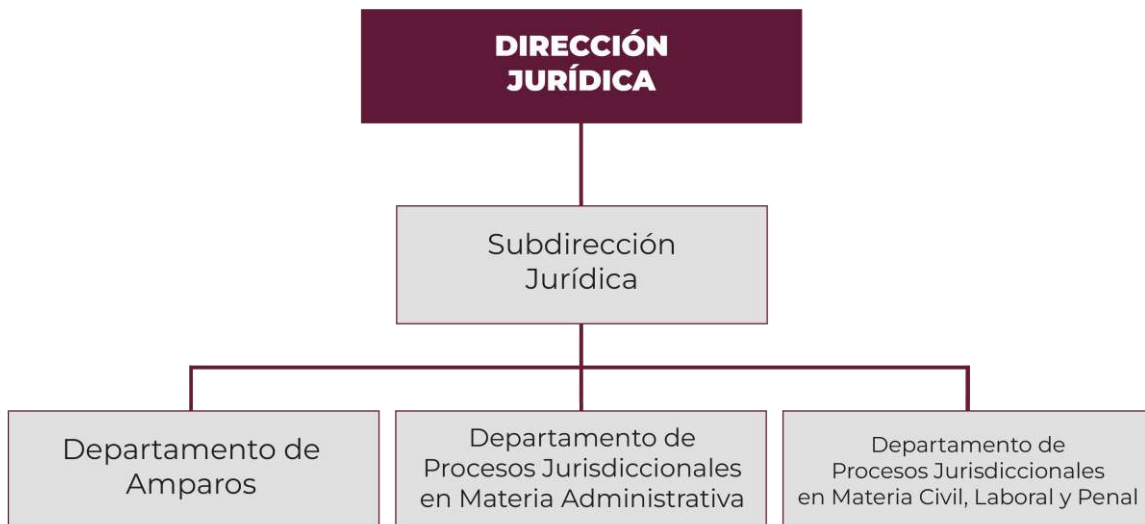 DIRECCIÓN
JURÍDICA
Subdirección
Jurídica
Departamento de
Amparos
Departamento de
Procesos Jurisdiccionales
en Materia Administrativa
Departamento de
Procesos Jurisdiccionales
en Materia Civil, Laboral y Penal